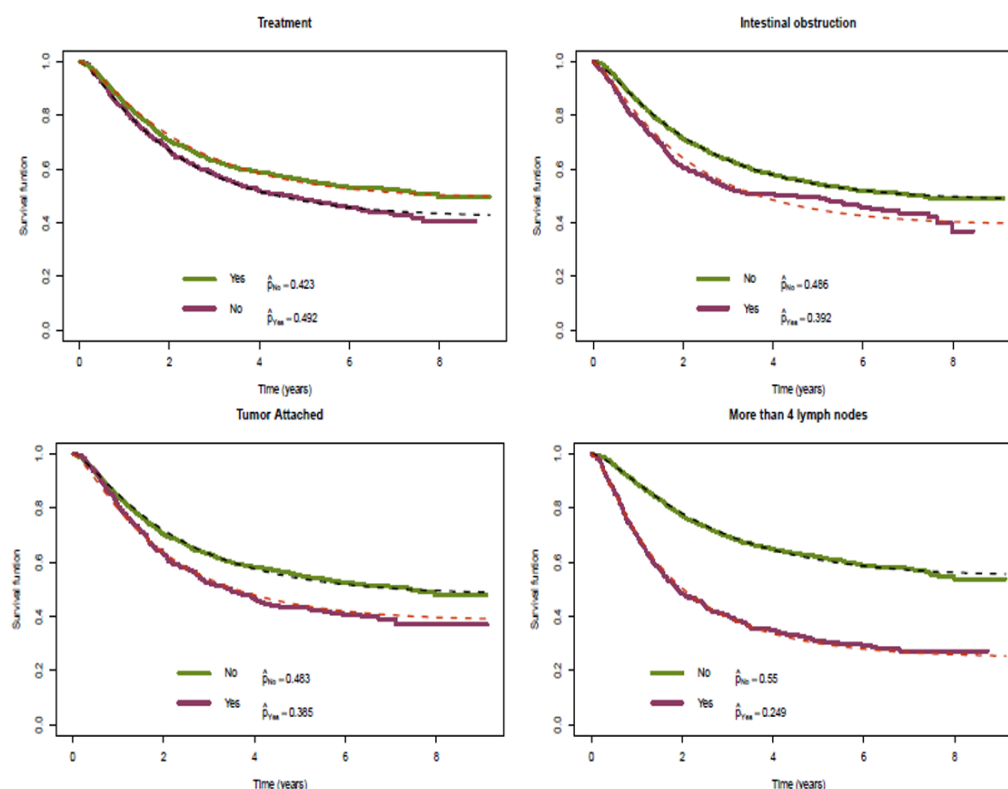 Treatment
1.0
0.8
0.6
0.4
0.2
0.0
Survival funtion
Yes p̂No = 0.423
No p̂Yes = 0.492
0 2 4 6 8
Time (years)
Intestinal obstruction
1.0
0.8
0.6
0.4
0.2
0.0
Survival funtion
No p̂No = 0.486
Yes p̂Yes = 0.392
0 2 4 6 8
Time (years)
Tumor Attached
1.0
0.8
0.6
0.4
0.2
0.0
Survival funtion
No p̂No = 0.483
Yes p̂Yes = 0.385
0 2 4 6 8
Time (years)
More than 4 lymph nodes
1.0
0.8
0.6
0.4
0.2
0.0
Survival funtion
No p̂No = 0.55
Yes p̂Yes = 0.249
0 2 4 6 8
Time (years)